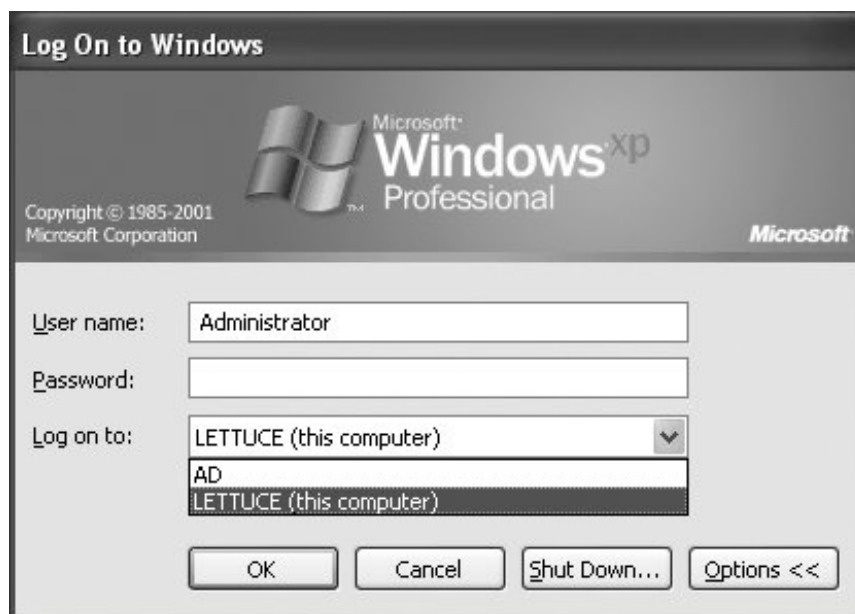 Log On to Windows
Microsoft®
Windows xp
Professional
Copyright © 1985-2001
Microsoft Corporation
Microsoft
User name: Administrator
Password:
Log on to: LETTUCE (this computer)
AD
LETTUCE (this computer)
OK Cancel Shut Down... Options <<